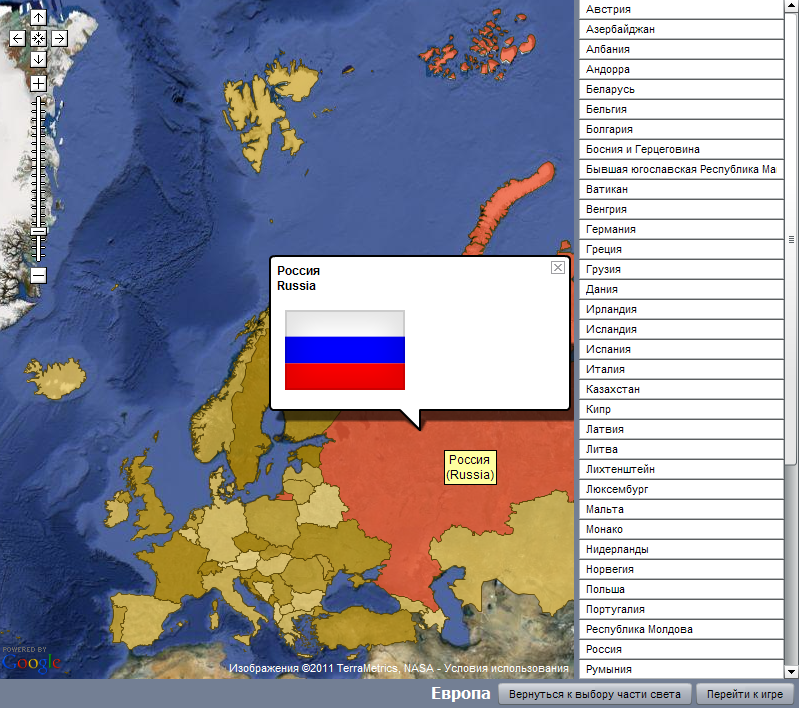 Россия
Russia
Россия
(Russia)
POWERED BY
Google
Изображения ©2011 TerraMetrics, NASA - Условия использования
Австрия
Азербайджан
Албания
Андорра
Беларусь
Бельгия
Болгария
Босния и Герцеговина
Бывшая югославская Республика Ма
Ватикан
Венгрия
Германия
Греция
Грузия
Дания
Ирландия
Исландия
Испания
Италия
Казахстан
Кипр
Латвия
Литва
Лихтенштейн
Люксембург
Мальта
Монако
Нидерланды
Норвегия
Польша
Португалия
Республика Молдова
Россия
Румыния
Европа
Вернуться к выбору части света
Перейти к игре